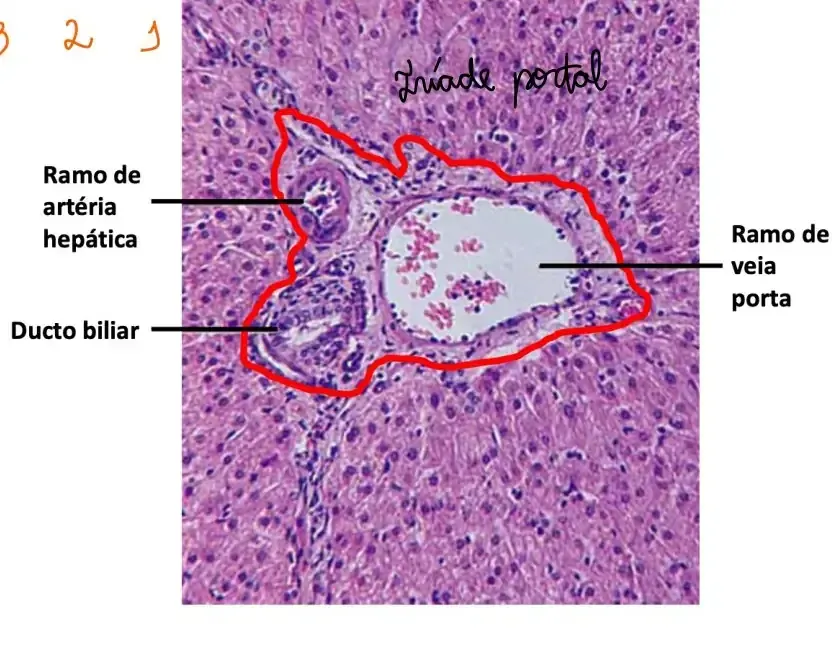 3 2 1
Tríade portal
Ramo de
artéria
hepática
Ramo de
veia
porta
Ducto biliar